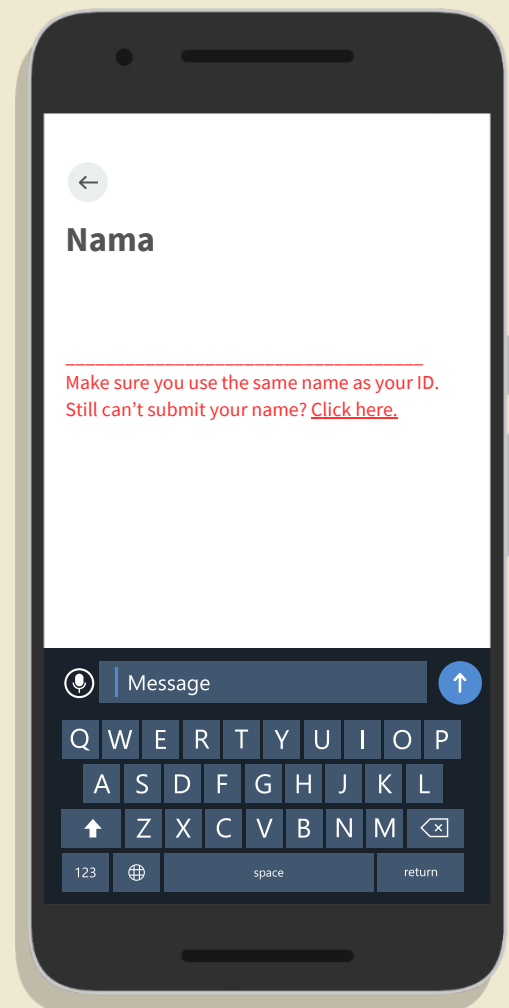 Nama
____________________________________
Make sure you use the same name as your ID.
Still can’t submit your name? Click here.
Message
Q W E R T Y U I O P
A S D F G H J K L
Z X C V B N M
123 space return